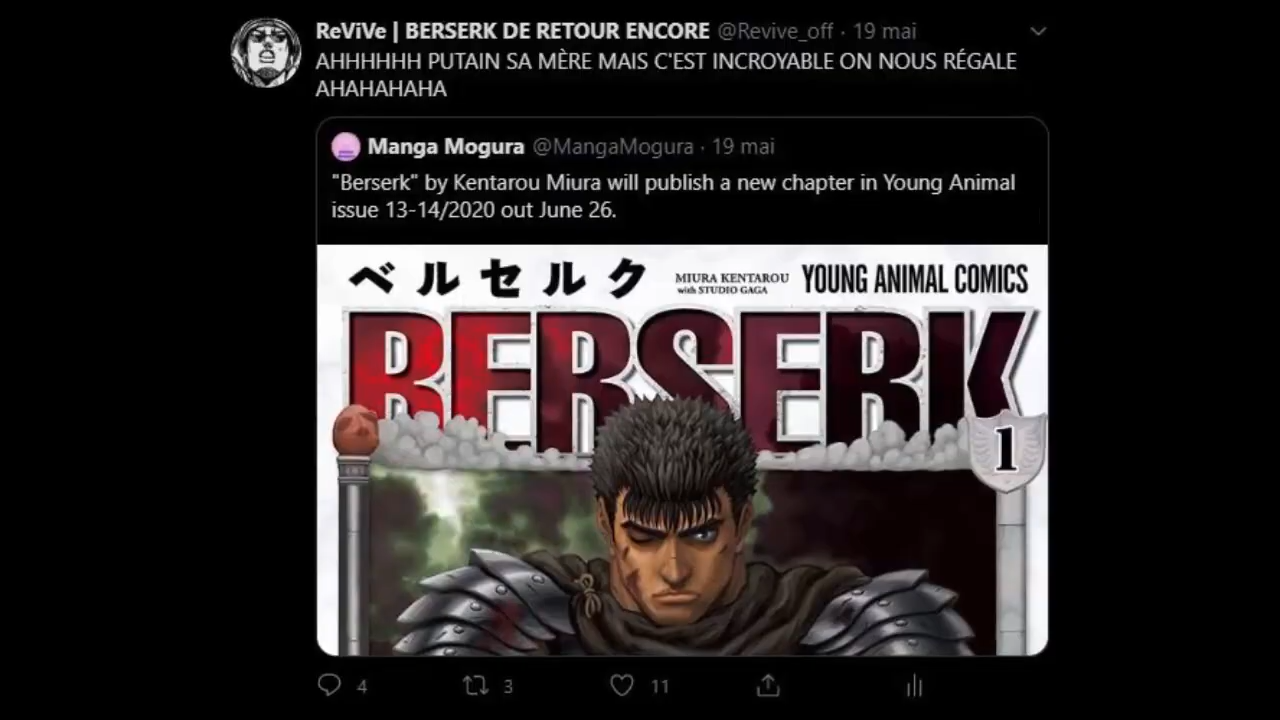 ReViVe | BERSERK DE RETOUR ENCORE @Revive_off · 19 mai
AHHHHHH PUTAIN SA MÈRE MAIS C'EST INCROYABLE ON NOUS RÉGALE
AHAHAHAHA
Manga Mogura @MangaMogura · 19 mai
"Berserk" by Kentarou Miura will publish a new chapter in Young Animal
issue 13-14/2020 out June 26.
ベルセルク MIURA KENTAROU YOUNG ANIMAL COMICS
with STUDIO GAGA
BERSERK
1
4 3 11